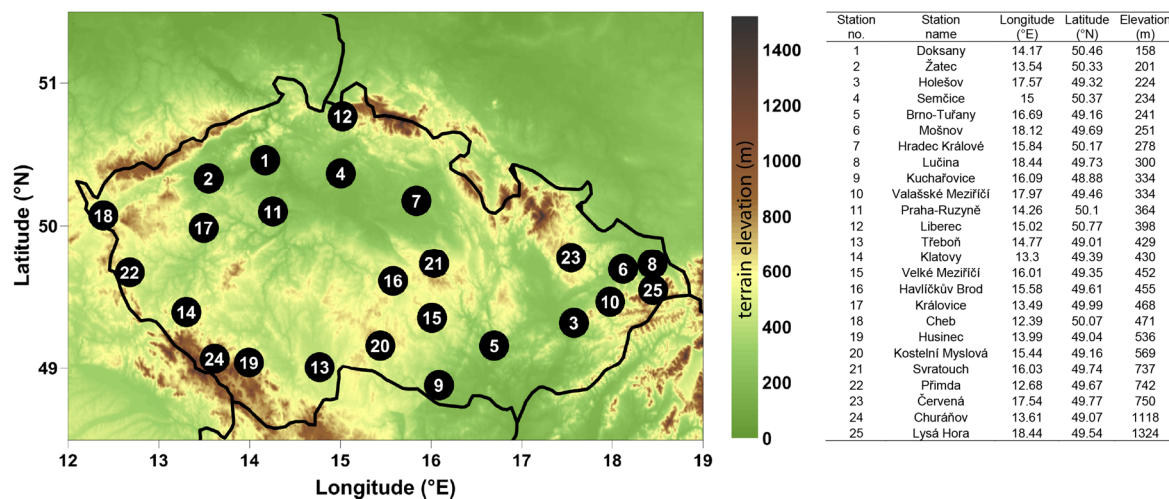 51
50
49
Latitude (°N)
12
1
4
2
7
18
11
17
21
23
6
8
22
16
25
10
14
15
3
20
5
24
19
13
9
12 13 14 15 16 17 18 19
Longitude (°E)
terrain elevation (m)
1400
1200
1000
800
600
400
200
0
Station no. Station name Longitude (°E) Latitude (°N) Elevation (m)
1 Doksany 14.17 50.46 158
2 Žatec 13.54 50.33 201
3 Holešov 17.57 49.32 224
4 Semčice 15 50.37 234
5 Brno-Tuřany 16.69 49.16 241
6 Mošnov 18.12 49.69 251
7 Hradec Králové 15.84 50.17 278
8 Lučina 18.44 49.73 300
9 Kuchařovice 16.09 48.88 334
10 Valašské Meziříčí 17.97 49.46 334
11 Praha-Ruzyně 14.26 50.1 364
12 Liberec 15.02 50.77 398
13 Třeboň 14.77 49.01 429
14 Klatovy 13.3 49.39 430
15 Velké Meziříčí 16.01 49.35 452
16 Havlíčkův Brod 15.58 49.61 455
17 Královice 13.49 49.99 468
18 Cheb 12.39 50.07 471
19 Husinec 13.99 49.04 536
20 Kostelní Myslová 15.44 49.16 569
21 Svratouch 16.03 49.74 737
22 Přimda 12.68 49.67 742
23 Červená 17.54 49.77 750
24 Churáňov 13.61 49.07 1118
25 Lysá Hora 18.44 49.54 1324